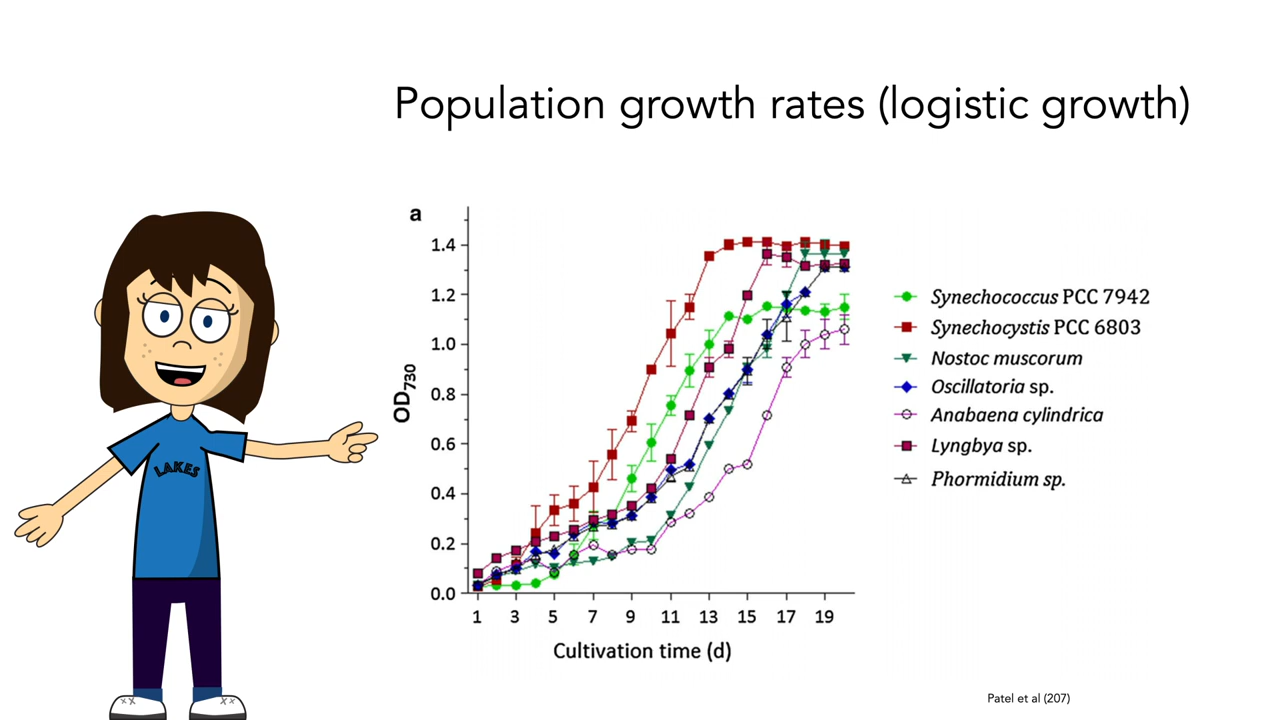 Population growth rates (logistic growth)
a
1.4
1.2
1.0
0.8
0.6
0.4
0.2
0.0
OD730
1 3 5 7 9 11 13 15 17 19
Cultivation time (d)
Synechococcus PCC 7942
Synechocystis PCC 6803
Nostoc muscorum
Oscillatoria sp.
Anabaena cylindrica
Lyngbya sp.
Phormidium sp.
LAKES
Patel et al (207)